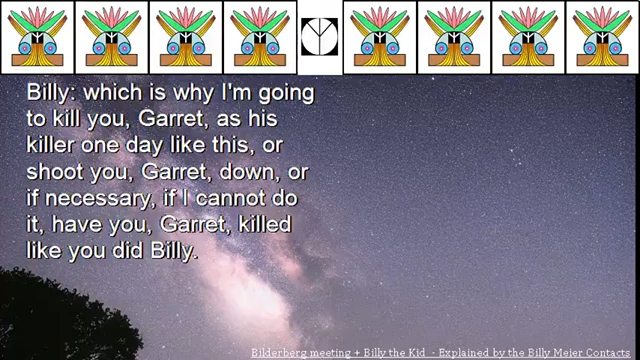 Billy: which is why I'm going
to kill you, Garret, as his
killer one day like this, or
shoot you, Garret, down, or
if necessary, if I cannot do
it, have you, Garret, killed
like you did Billy.
Bilderberg meeting + Billy the Kid - Explained by the Billy Meier Contacts